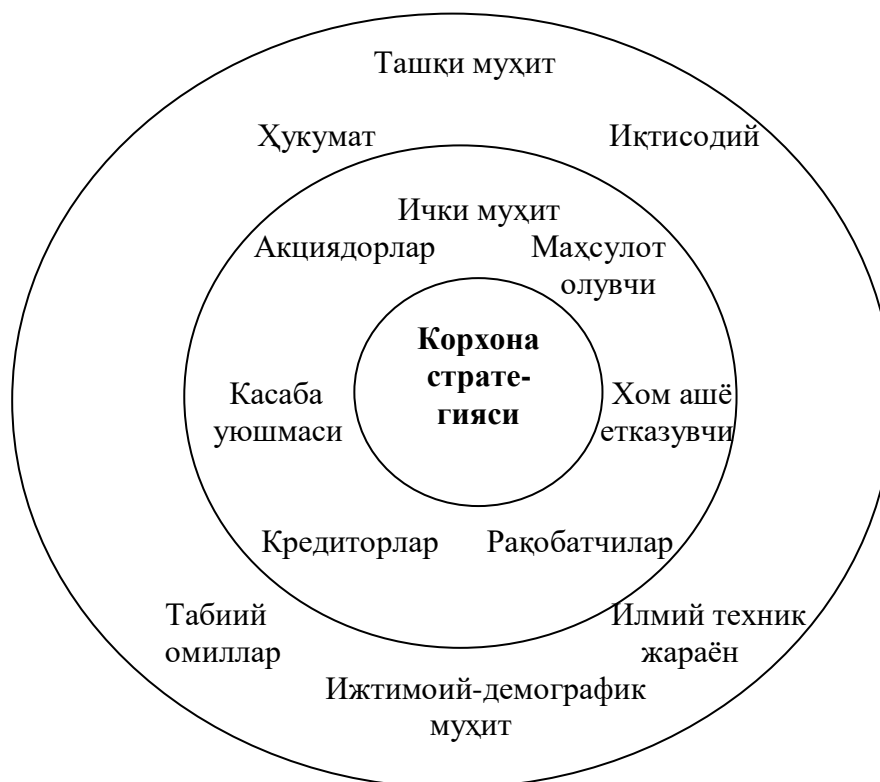 Ташқи муҳит
Ҳукумат
Иқтисодий
Ички муҳит
Акциядорлар
Маҳсулот
олувчи
Корхона
страте-
гияси
Касаба
уюшмаси
Хом ашё
етказувчи
Кредиторлар
Рақобатчилар
Табиий
омиллар
Илмий техник
жараён
Ижтимоий-демографик
муҳит